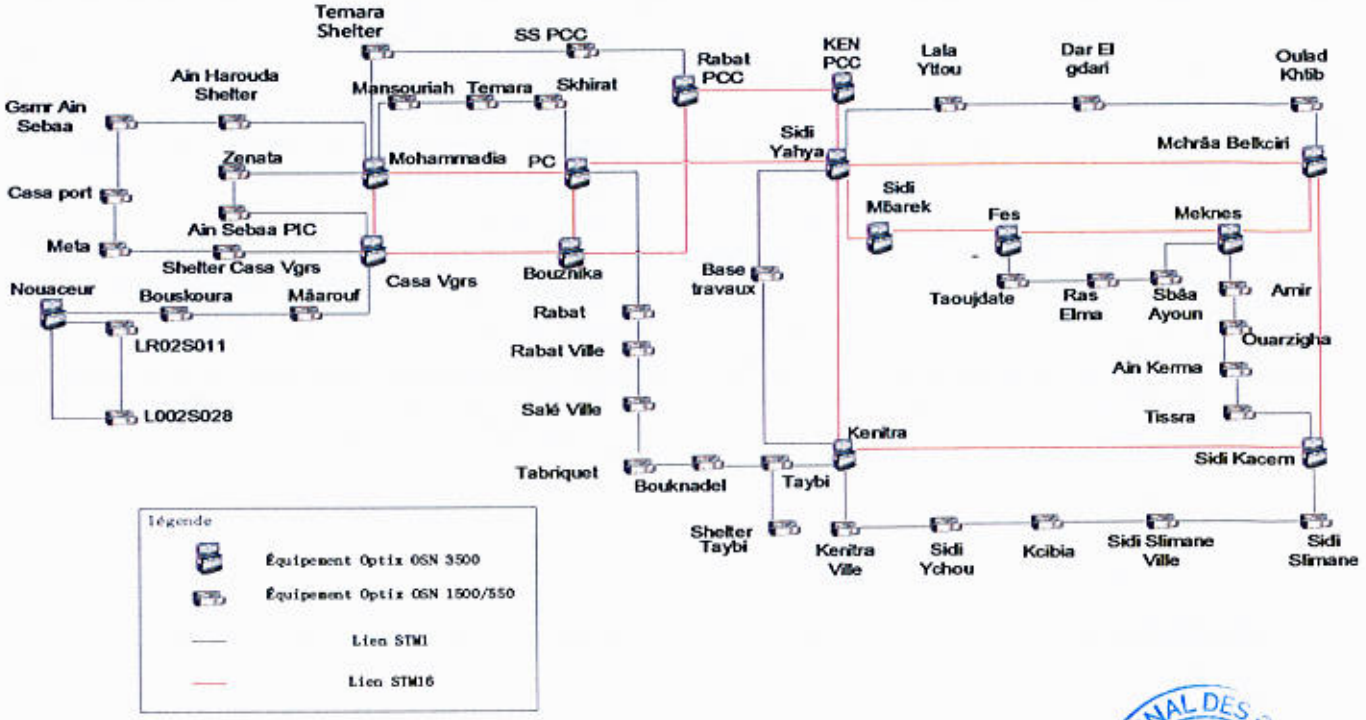 Temara
Shelter
SS PCC
Rabat
PCC
KEN
PCC
Lala
Yttou
Dar El
gdari
Oulad
Khtib
Ain Harouda
Shelter
Mansouriah
Temara
Skhirat
Gsmr Ain
Sebaa
Zenata
Mohammadia
PC
Sidi
Yahya
Mchrâa Belkciri
Casa port
Ain Sebaa PIC
Sidi
Mbarek
Fes
Meknes
Meta
Shelter Casa Vgrs
Casa Vgrs
Bouznika
Base
travaux
Taoujdate
Ras
Elma
Sbâa
Ayoun
Amir
Nouaceur
Bouskoura
Mâarouf
Rabat
LR02S011
Rabat Ville
Ouarzigha
Ain Kerma
L002S028
Salé Ville
Tissra
Kenitra
Sidi Kacem
Tabriquet
Bouknadel
Taybi
Shelter
Taybi
Kenitra
Ville
Sidi
Ychou
Kcibia
Sidi Slimane
Ville
Sidi
Slimane
légende
Équipement Optix OSN 3500
Équipement Optix OSN 1500/550
Lien STM1
Lien STM16
NAL DES